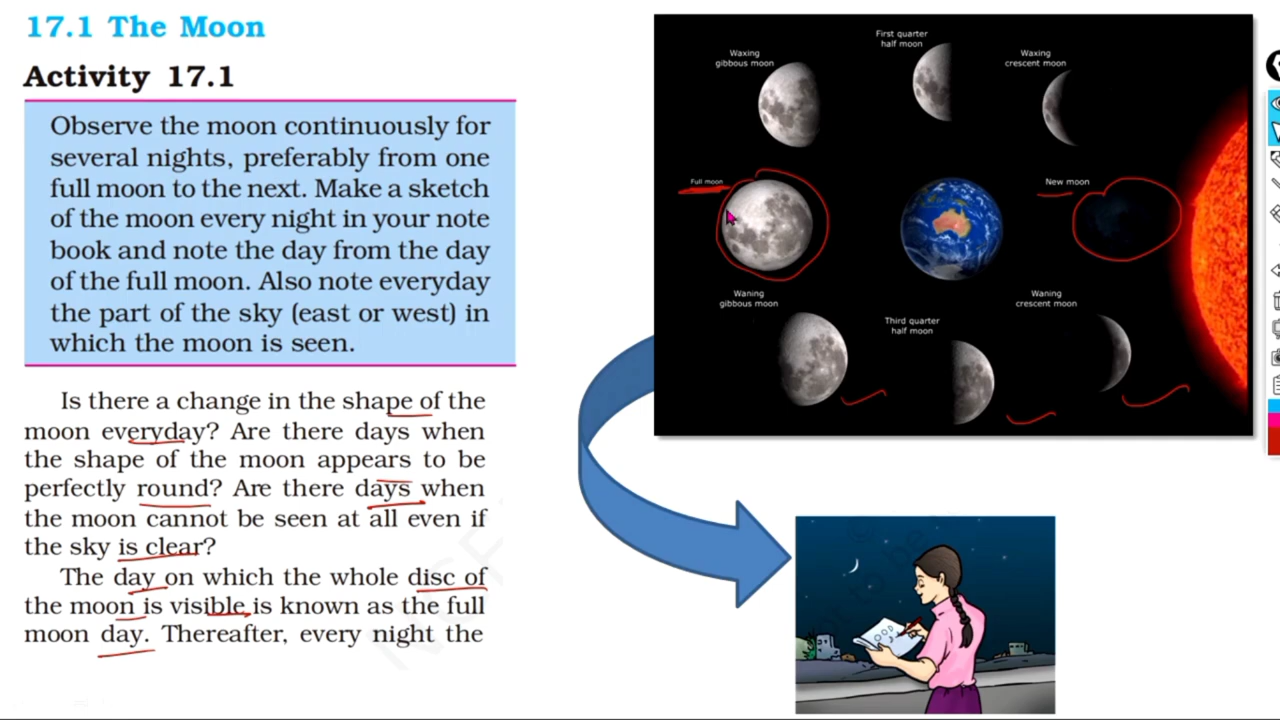 17.1 The Moon
Activity 17.1
Observe the moon continuously for
several nights, preferably from one
full moon to the next. Make a sketch
of the moon every night in your note
book and note the day from the day
of the full moon. Also note everyday
the part of the sky (east or west) in
which the moon is seen.
Is there a change in the shape of the
moon everyday? Are there days when
the shape of the moon appears to be
perfectly round? Are there days when
the moon cannot be seen at all even if
the sky is clear?
The day on which the whole disc of
the moon is visible is known as the full
moon day. Thereafter, every night the
First quarter
half moon
Waxing
gibbous moon
Waxing
crescent moon
Full moon
New moon
Waning
gibbous moon
Waning
crescent moon
Third quarter
half moon